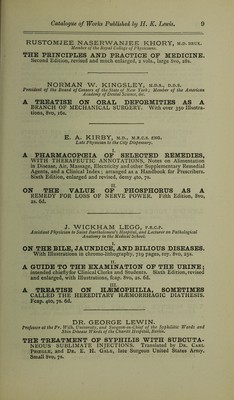 Catalogue of Works Published by H. K. Lewis. 9
RUSTOMJEE NASERWANJEE KHORY, M.D. BRUX.
Member of the Royal College of Physicians.
THE PRINCIPLES AND PRACTICE OF MEDICINE.
Second Edition, revised and much enlarged, 2 vols., large 8vo, 28s.
NORMAN W. KINGSLEY, M.D.S., D.D.S.
President of the Board of Censors of the State of New York; Member of the American
Academy of Dental Science, &c.
A TREATISE ON ORAL DEFORMITIES AS A
BRANCH OF MECHANICAL SURGERY. With over 350 Illustra-
tions, 8vo, 16s.
E. A. KIRBY, M.D., M.R.C.S. ENG.
Late Physician to the City Dispensary.
I.
A PHARMACOPŒIA OF SELECTED REMEDIES,
WITH THERAPEUTIC ANNOTATIONS, Notes on Alimentation
in Disease, Air, Massage, Electricity and other Supplementary Remedial
Agents, and a Clinical Index; arranged as a Handbook for Prescribers.
Sixth Edition, enlarged and revised, demy 4to, 7s.
II.
ON THE VALUE OF PHOSPHORUS AS A
REMEDY FOR LOSS OF NERVE POWER. Fifth Edition, 8vo,
2s. 6d.
J. WICKHAM LEGG, F.R.C.P.
Assistant Physician to Saint Bartholomew's Hospital, and Lecturer on Pathological
Anatomy in the Medical School.
I.
ON THE BILE, JAUNDICE, AND BILIOUS DISEASES.
With Illustrations in chromo-lithography, 719 pages, roy. 8vo, 25s.
II.
A GUIDE TO THE EXAMINATION OF THE URINE;
intended chiefly for Clinical Clerks and Students. Sixth Edition, revised
and enlarged, with Illustrations, fcap. 8vo, 2s. 6d.
III.
A TREATISE ON HÆMOPHILIA, SOMETIMES
CALLED THE HEREDITARY HÆMORRHAGIC DIATHESIS.
Fcap. 4to, 7s. 6d.
DR. GEORGE LEWIN.
Professor at the Fr. Wilh. University, and Surgeon-in-Chief of the Syphilitic Wards and
Skin Disease Wards of the Charité Hospital, Berlin.
THE TREATMENT OF SYPHILIS WITH SUBCUTA-
NEOUS SUBLIMATE INJECTIONS. Translated by Dr. CARL
PRŒGLE, and Dr. E. H. GALE, late Surgeon United States Army.
Small 8vo, 7s.